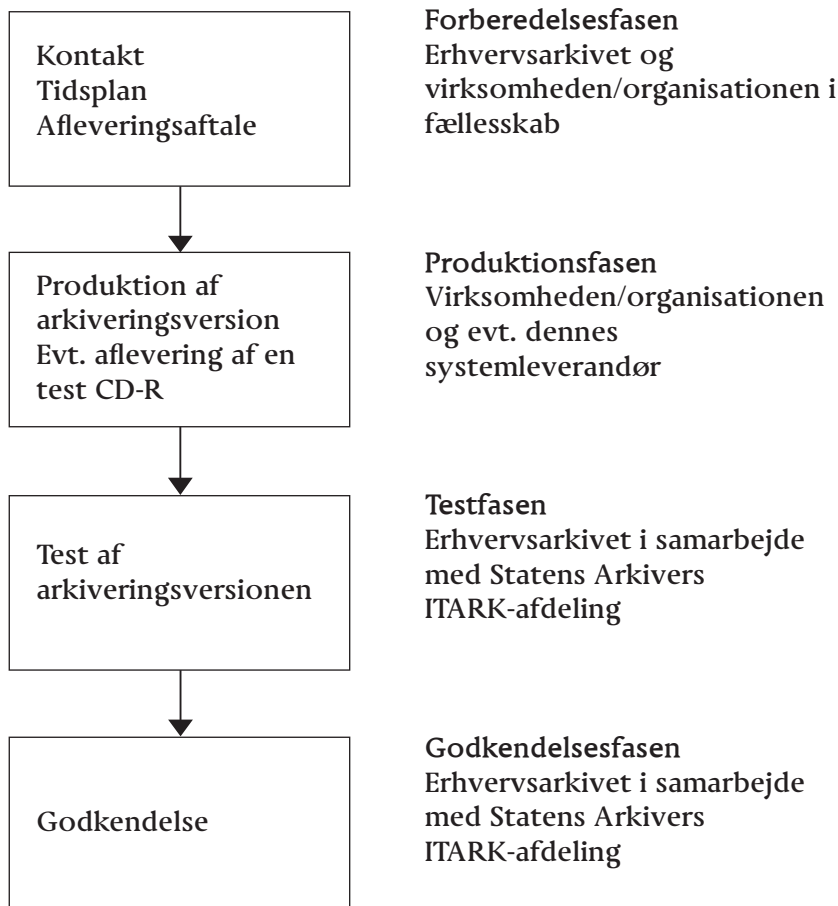 Kontakt
Tidsplan
Afleveringsaftale
Forberedelsesfasen
Erhvervsarkivet og
virksomheden/organisationen i
fællesskab
Produktion af
arkiveringsversion
Evt. aflevering af en
test CD-R
Produktionsfasen
Virksomheden/organisationen
og evt. dennes
systemleverandør
Test af
arkiveringsversionen
Testfasen
Erhvervsarkivet i samarbejde
med Statens Arkivers
ITARK-afdeling
Godkendelse
Godkendelsesfasen
Erhvervsarkivet i samarbejde
med Statens Arkivers
ITARK-afdeling